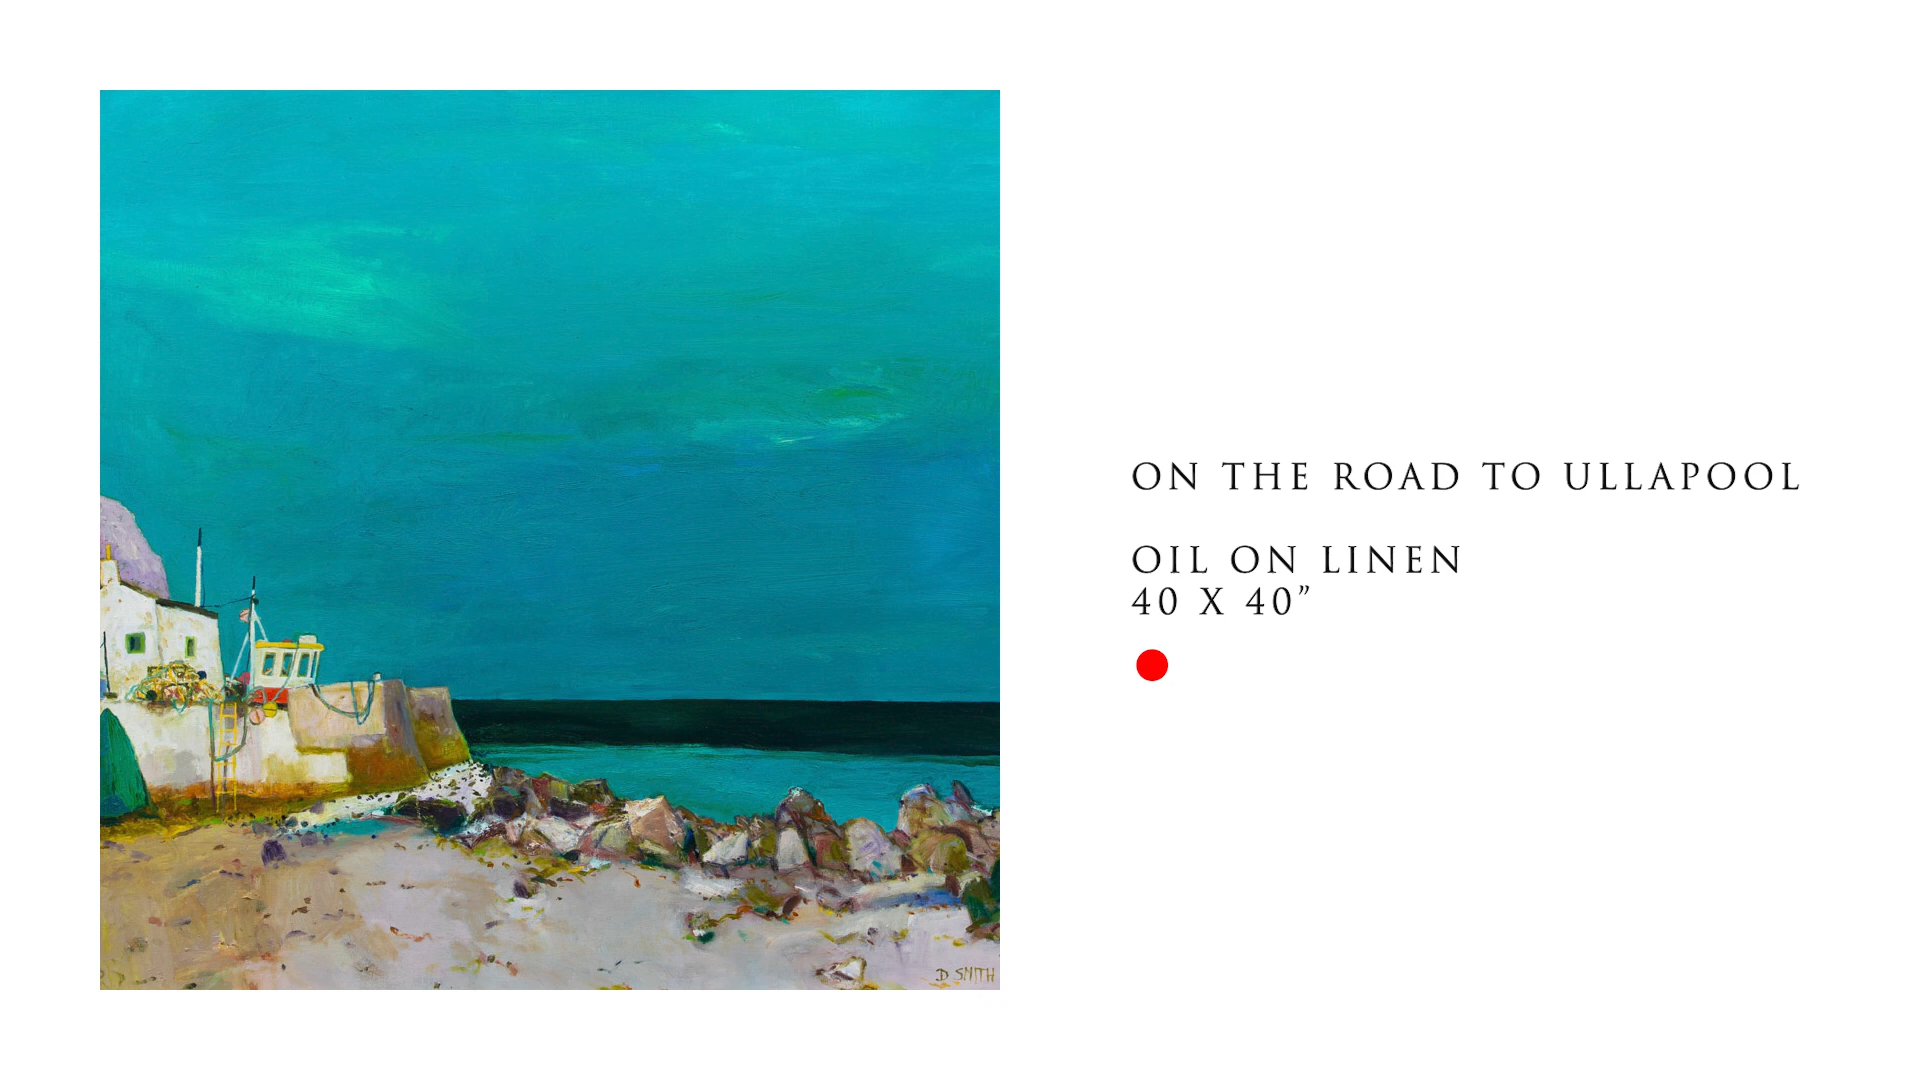 ON THE ROAD TO ULLAPOOL
OIL ON LINEN
40 X 40”
D SMITH